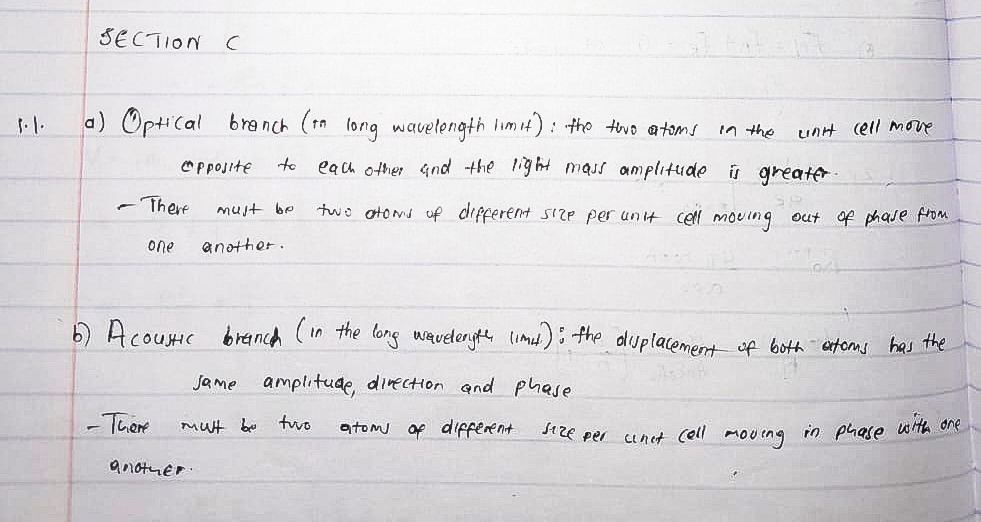 SECTION C
1.1. a) Optical branch (in long wavelength limit): the two atoms in the unit cell move
opposite to each other and the light mass amplitude is greater.
- There must be two atoms of different size per unit cell moving out of phase from
one another.
b) Acoustic branch (in the long wavelength limit): the displacement of both atoms has the
same amplitude, direction and phase
- There must be two atoms of different size per unit cell moving in phase with one
another.